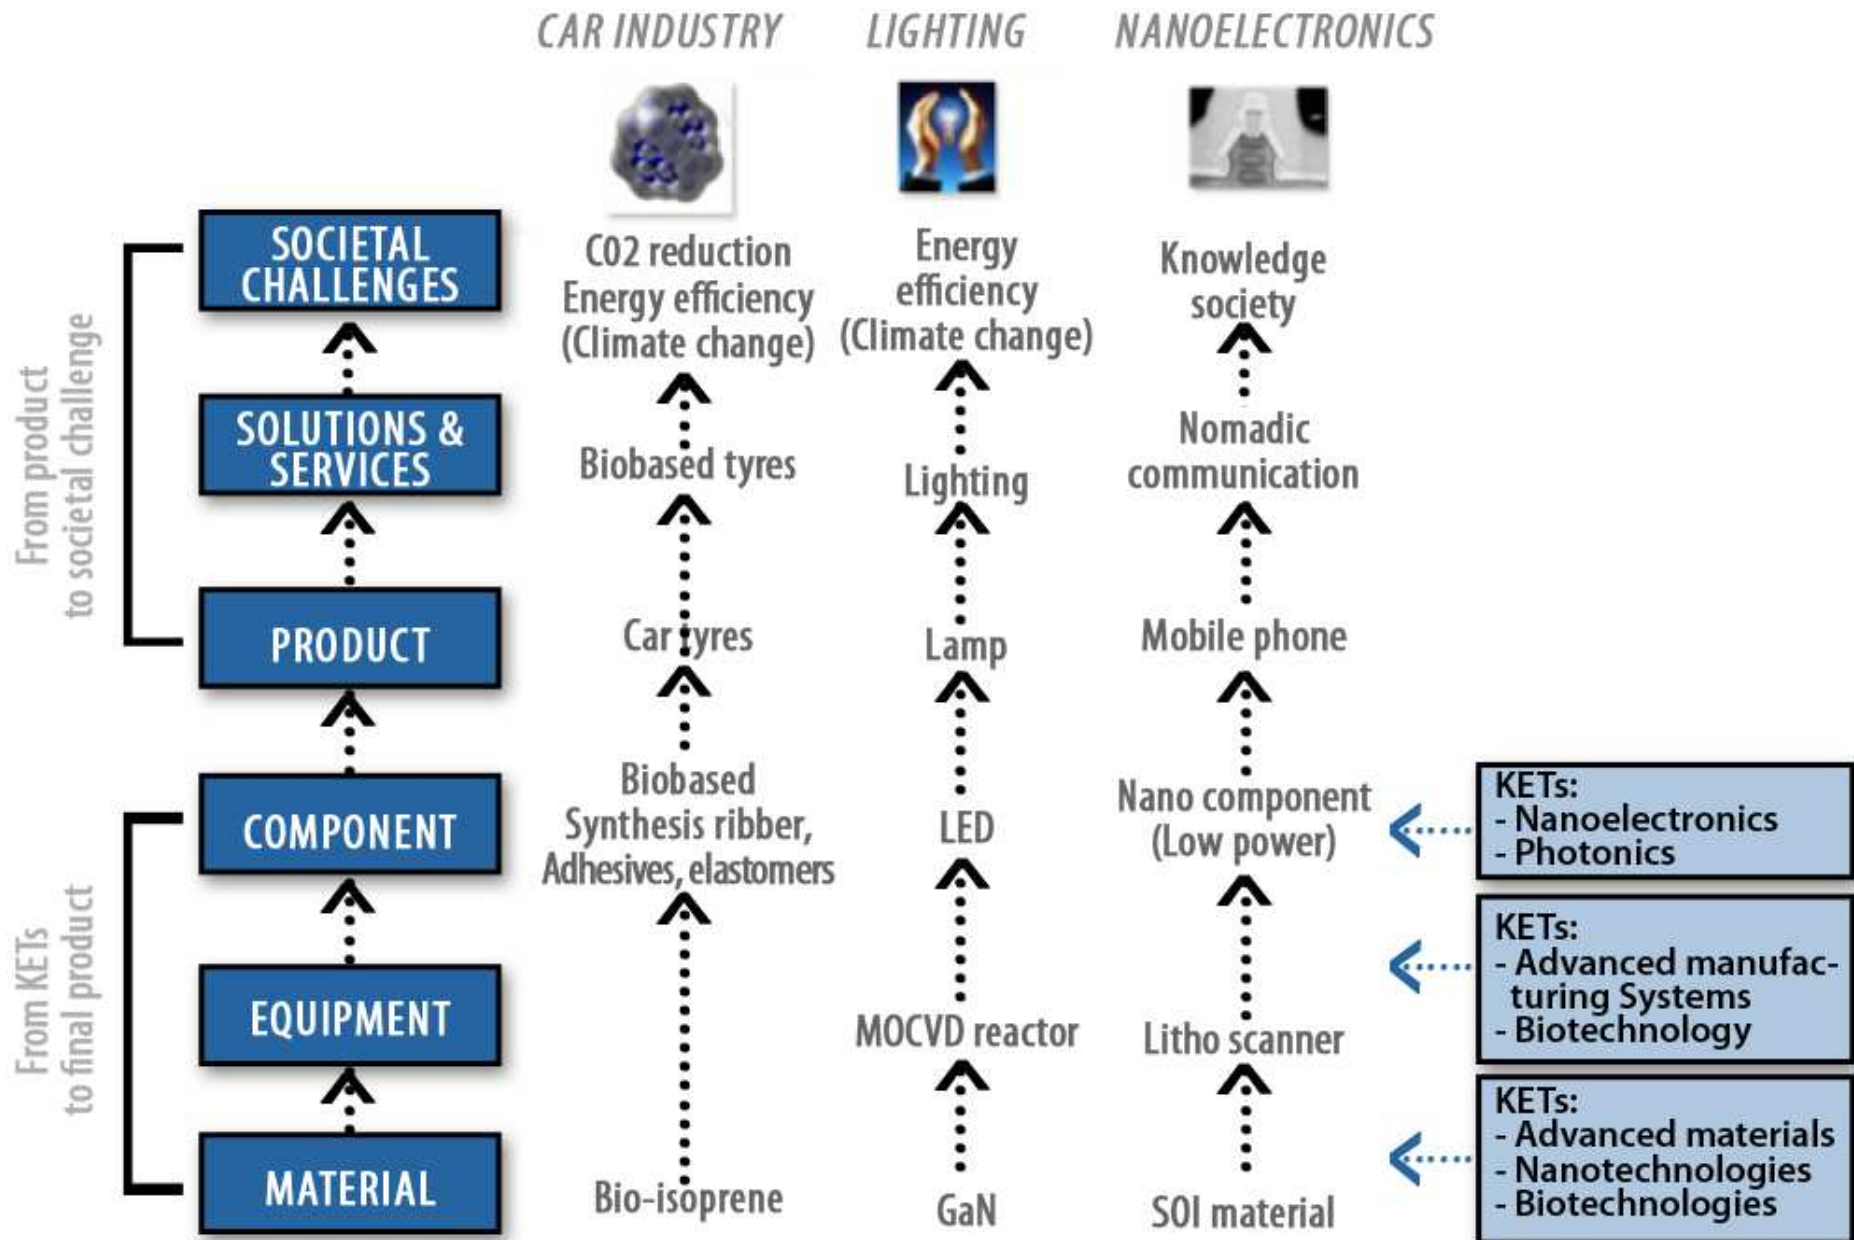 CAR INDUSTRY
LIGHTING
NANOELECTRONICS
From product
to societal challenge
From KETs
to final product
SOCIETAL
CHALLENGES
SOLUTIONS &
SERVICES
PRODUCT
COMPONENT
EQUIPMENT
MATERIAL
CO2 reduction
Energy efficiency
(Climate change)
Biobased tyres
Car tyres
Biobased
Synthesis ribber,
Adhesives, elastomers
Bio-isoprene
Energy
efficiency
(Climate change)
Lighting
Lamp
LED
MOCVD reactor
GaN
Knowledge
society
Nomadic
communication
Mobile phone
Nano component
(Low power)
Litho scanner
SOI material
KETs:
- Nanoelectronics
- Photonics
KETs:
- Advanced manufac-
turing Systems
- Biotechnology
KETs:
- Advanced materials
- Nanotechnologies
- Biotechnologies